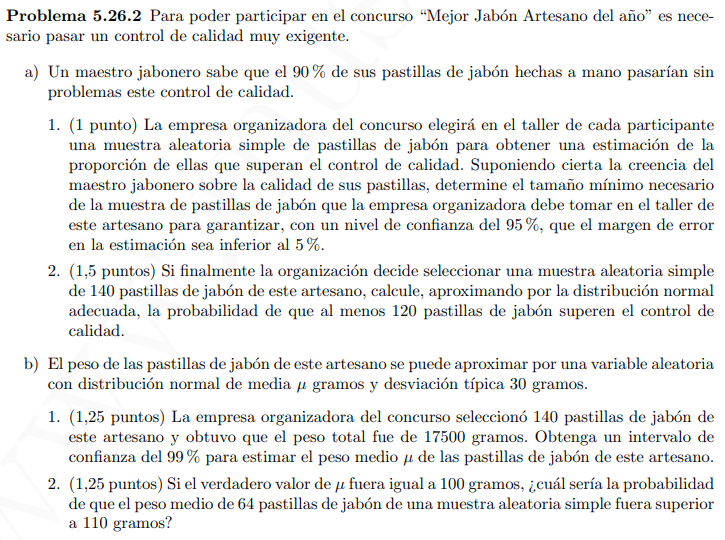 Problema 5.26.2 Para poder participar en el concurso “Mejor Jabón Artesano del año” es nece-
sario pasar un control de calidad muy exigente.
a) Un maestro jabonero sabe que el 90 % de sus pastillas de jabón hechas a mano pasarían sin
problemas este control de calidad.
1. (1 punto) La empresa organizadora del concurso elegirá en el taller de cada participante
una muestra aleatoria simple de pastillas de jabón para obtener una estimación de la
proporción de ellas que superan el control de calidad. Suponiendo cierta la creencia del
maestro jabonero sobre la calidad de sus pastillas, determine el tamaño mínimo necesario
de la muestra de pastillas de jabón que la empresa organizadora debe tomar en el taller de
este artesano para garantizar, con un nivel de confianza del 95 %, que el margen de error
en la estimación sea inferior al 5 %.
2. (1,5 puntos) Si finalmente la organización decide seleccionar una muestra aleatoria simple
de 140 pastillas de jabón de este artesano, calcule, aproximando por la distribución normal
adecuada, la probabilidad de que al menos 120 pastillas de jabón superen el control de
calidad.
b) El peso de las pastillas de jabón de este artesano se puede aproximar por una variable aleatoria
con distribución normal de media μ gramos y desviación típica 30 gramos.
1. (1,25 puntos) La empresa organizadora del concurso seleccionó 140 pastillas de jabón de
este artesano y obtuvo que el peso total fue de 17500 gramos. Obtenga un intervalo de
confianza del 99 % para estimar el peso medio μ de las pastillas de jabón de este artesano.
2. (1,25 puntos) Si el verdadero valor de μ fuera igual a 100 gramos, ¿cuál sería la probabilidad
de que el peso medio de 64 pastillas de jabón de una muestra aleatoria simple fuera superior
a 110 gramos?